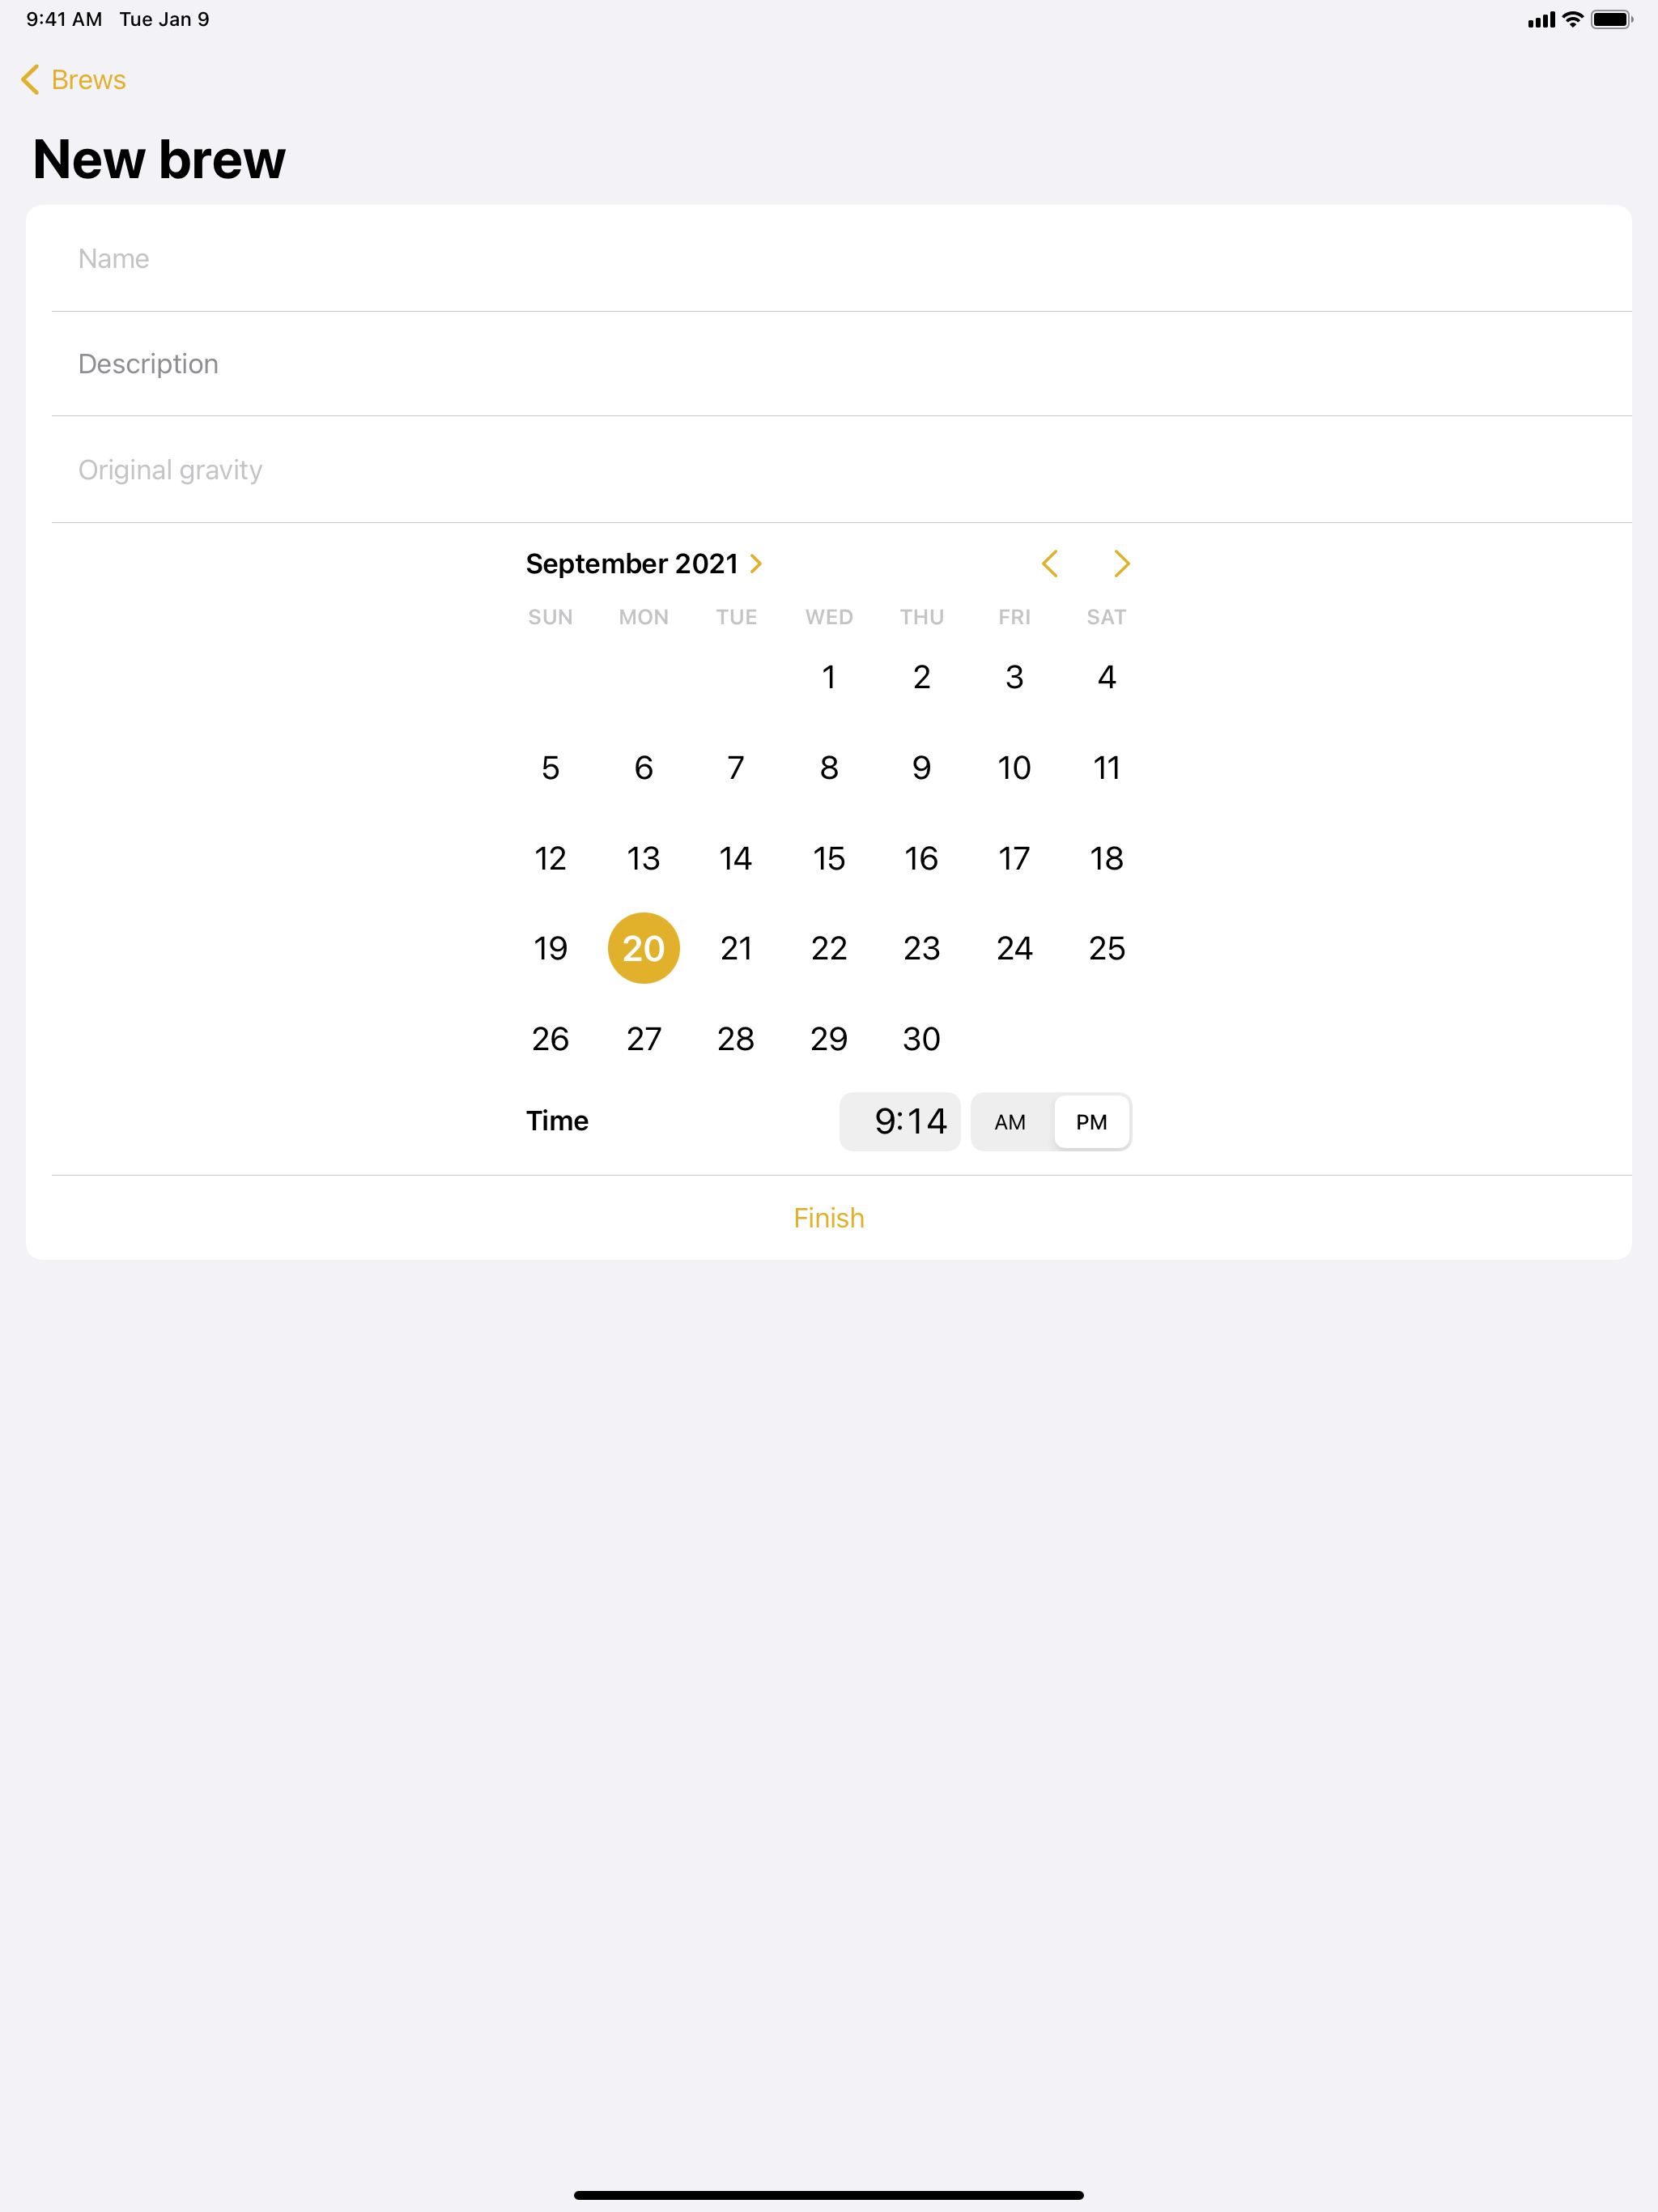 9:41 AM Tue Jan 9
Brews
New brew
Name
Description
Original gravity
September 2021
SUN MON TUE WED THU FRI SAT
1 2 3 4
5 6 7 8 9 10 11
12 13 14 15 16 17 18
19 20 21 22 23 24 25
26 27 28 29 30
Time 9:14 AM PM
Finish